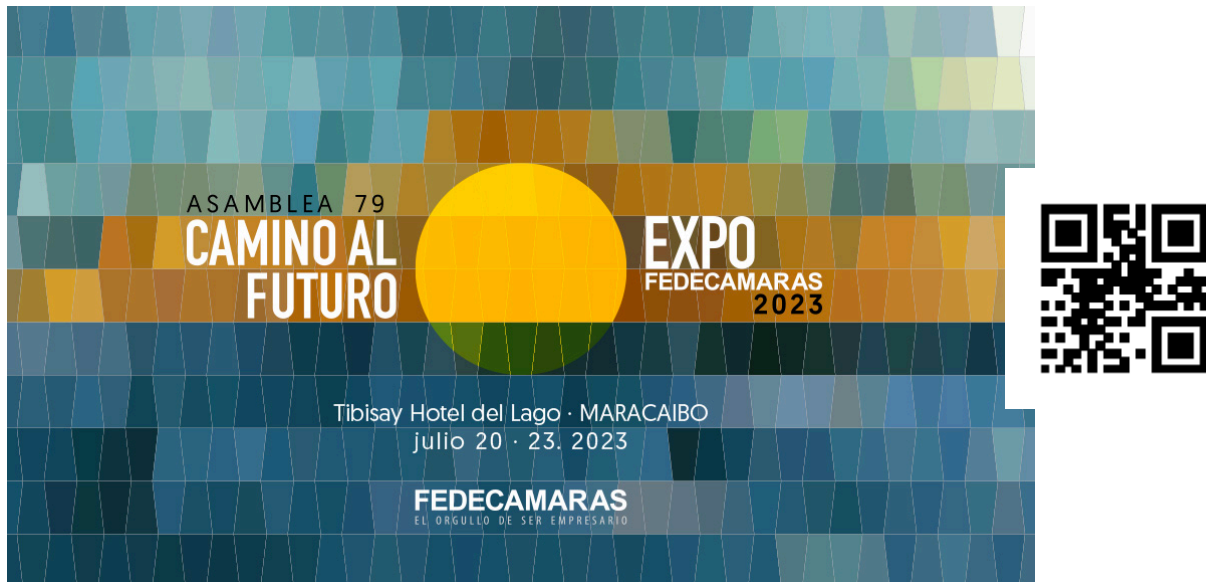 ASAMBLEA 79
CAMINO AL
FUTURO
EXPO
FEDECAMARAS
2023
Tibisay Hotel del Lago · MARACAIBO
julio 20 · 23. 2023
FEDECAMARAS
EL ORGULLO DE SER EMPRESARIO